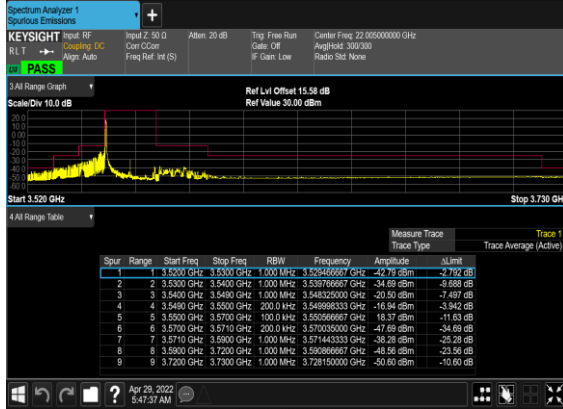 Spectrum Analyzer 1
Spurious Emissions
KEYSIGHT
RLT
Input: RF
Coupling: DC
Align: Auto
Input Z: 50 Ω
Corr CCorr
Freq Ref: Int (S)
Atten: 20 dB
Trig: Free Run
Gate: Off
IF Gain: Low
Center Freq: 22.005000000 GHz
Avg|Hold: 300/300
Radio Std: None
PASS
3 All Range Graph
Scale/Div 10.0 dB
Ref Lvl Offset 15.58 dB
Ref Value 30.00 dBm
20.0
10.0
0.00
-10.0
-20.0
-30.0
-40.0
-50.0
-60.0
Start 3.520 GHz
Stop 3.730 GH
4 All Range Table
Measure Trace Trace 1
Trace Type Trace Average (Active)
Spur Range Start Freq Stop Freq RBW Frequency Amplitude ΔLimit
1 1 3.5200 GHz 3.5300 GHz 1.000 MHz 3.529466667 GHz -42.79 dBm -2.792 dB
2 2 3.5300 GHz 3.5400 GHz 1.000 MHz 3.539766667 GHz -34.69 dBm -9.688 dB
3 3 3.5400 GHz 3.5490 GHz 1.000 MHz 3.548325000 GHz -20.50 dBm -7.497 dB
4 4 3.5490 GHz 3.5500 GHz 200.0 kHz 3.549998333 GHz -16.94 dBm -3.942 dB
5 5 3.5500 GHz 3.5700 GHz 100.0 kHz 3.550566667 GHz 18.37 dBm -11.63 dB
6 6 3.5700 GHz 3.5710 GHz 200.0 kHz 3.570035000 GHz -47.69 dBm -34.69 dB
7 7 3.5710 GHz 3.5900 GHz 1.000 MHz 3.571443333 GHz -38.28 dBm -25.28 dB
8 8 3.5900 GHz 3.7200 GHz 1.000 MHz 3.590866667 GHz -48.56 dBm -23.56 dB
9 9 3.7200 GHz 3.7300 GHz 1.000 MHz 3.728150000 GHz -50.60 dBm -10.60 dB
?
Apr 29, 2022
5:47:37 AM